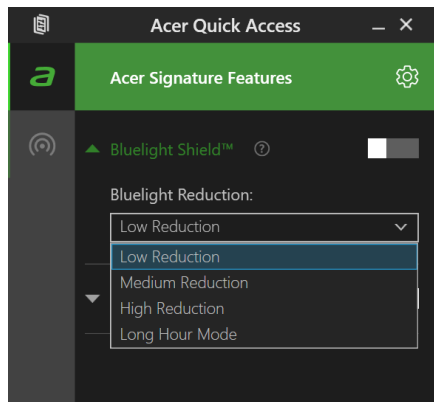 Acer Quick Access
a
Acer Signature Features
Bluelight Shield™ ?
Bluelight Reduction:
Low Reduction
Low Reduction
Medium Reduction
High Reduction
Long Hour Mode